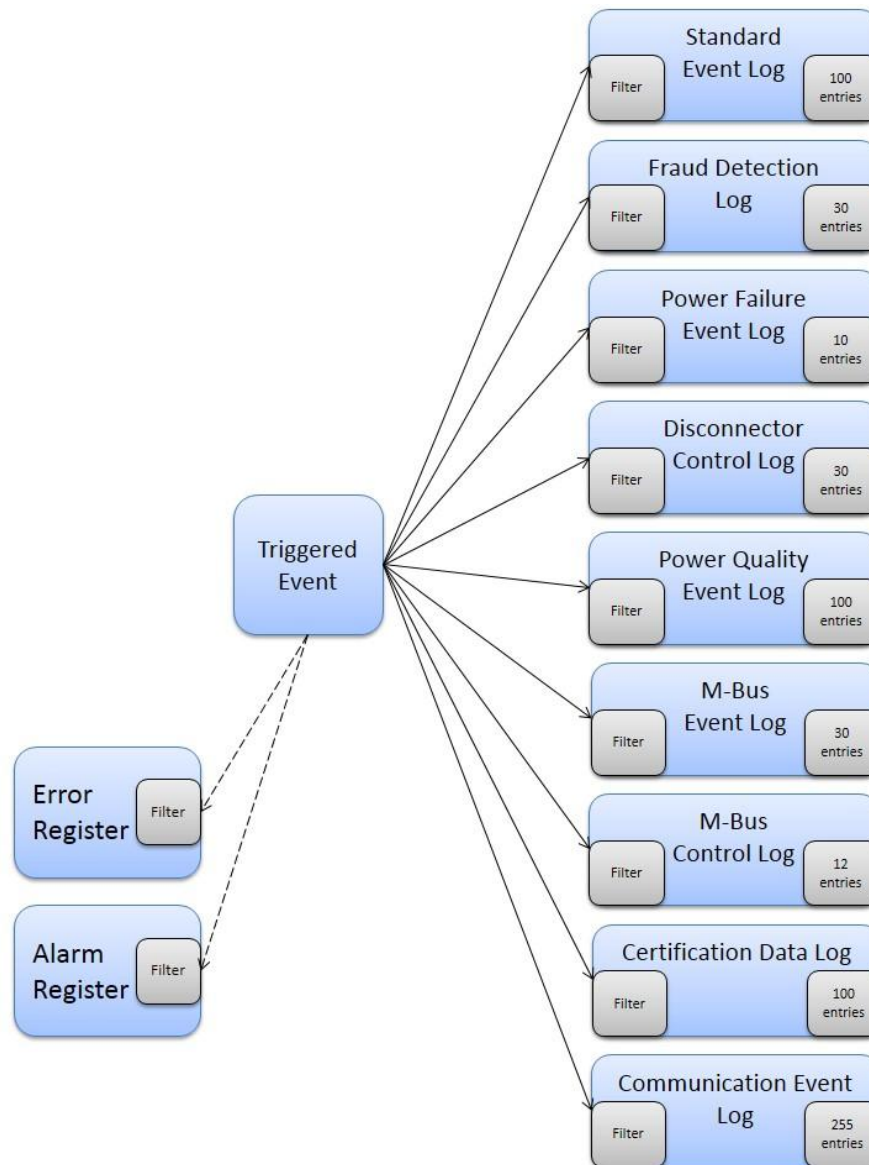 Standard
Event Log
Filter
100
entries
Fraud Detection
Log
Filter
30
entries
Power Failure
Event Log
Filter
10
entries
Disconnector
Control Log
Filter
30
entries
Triggered
Event
Power Quality
Event Log
Filter
100
entries
M-Bus
Event Log
Filter
30
entries
Error
Register
Filter
M-Bus
Control Log
Filter
12
entries
Alarm
Register
Filter
Certification Data Log
Filter
100
entries
Communication Event
Log
Filter
255
entries